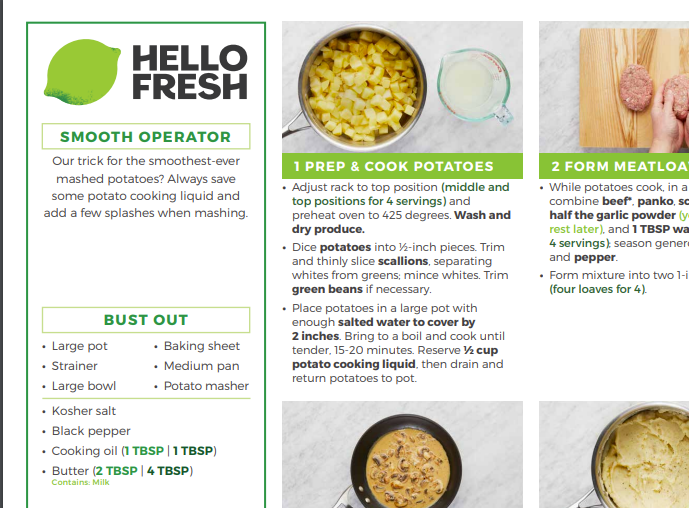 HELLO
FRESH
SMOOTH OPERATOR
Our trick for the smoothest-ever
mashed potatoes? Always save
some potato cooking liquid and
add a few splashes when mashing.
BUST OUT
• Large pot
• Strainer
• Large bowl
• Baking sheet
• Medium pan
• Potato masher
• Kosher salt
• Black pepper
• Cooking oil (1 TBSP | 1 TBSP)
• Butter (2 TBSP | 4 TBSP)
Contains: Milk
1 PREP & COOK POTATOES
• Adjust rack to top position (middle and
top positions for 4 servings) and
preheat oven to 425 degrees. Wash and
dry produce.
• Dice potatoes into ½-inch pieces. Trim
and thinly slice scallions, separating
whites from greens; mince whites. Trim
green beans if necessary.
• Place potatoes in a large pot with
enough salted water to cover by
2 inches. Bring to a boil and cook until
tender, 15-20 minutes. Reserve ½ cup
potato cooking liquid, then drain and
return potatoes to pot.
2 FORM MEATLOA
• While potatoes cook, in a
combine beef*, panko, sc
half the garlic powder (y
rest later), and 1 TBSP wa
4 servings); season gener
and pepper.
• Form mixture into two 1-i
(four loaves for 4).